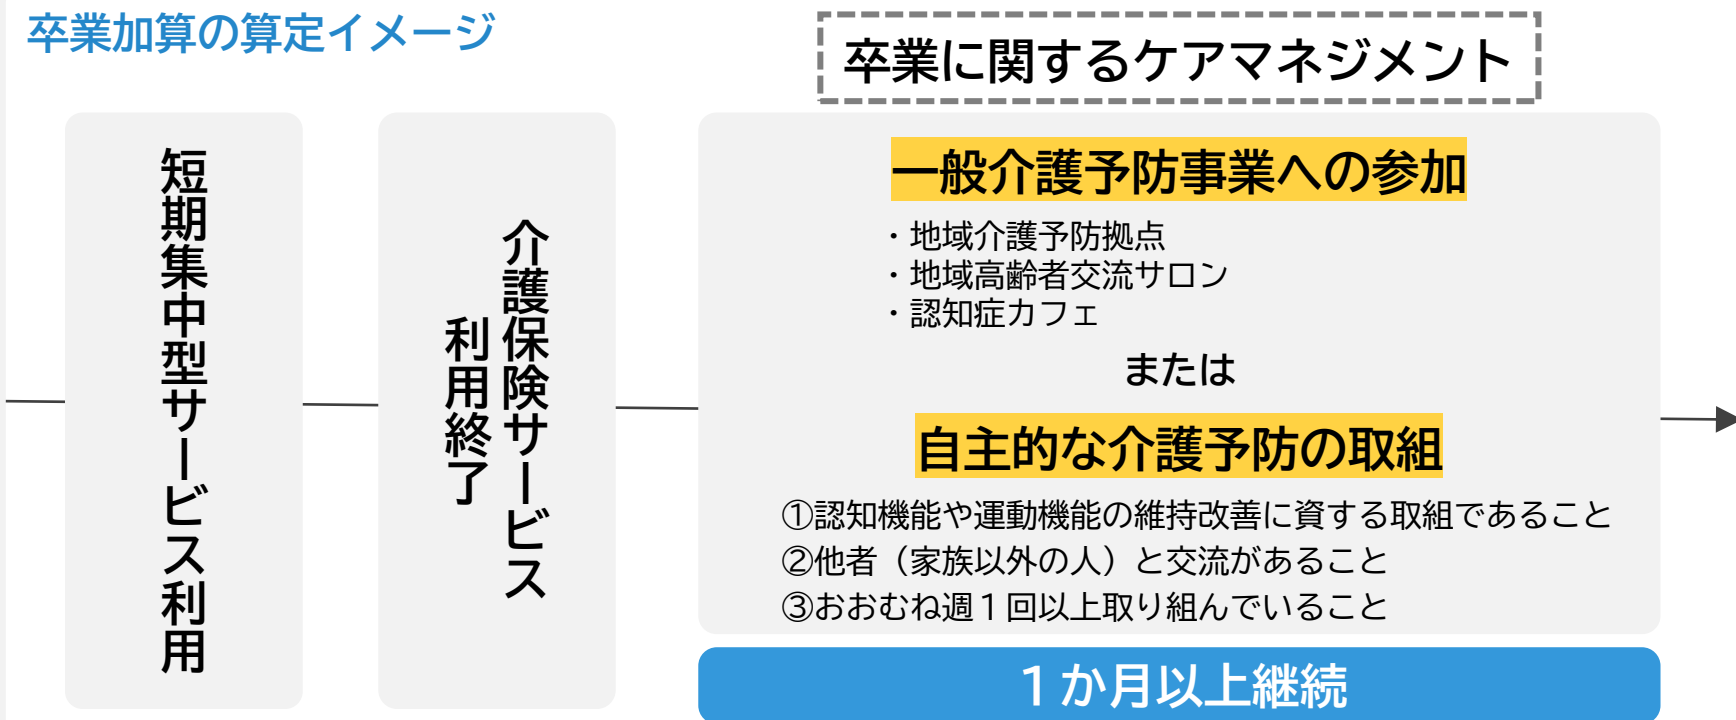 卒業加算の算定イメージ
卒業に関するケアマネジメント
短期集中型サービス利用
介護保険サービス
利用終了
一般介護予防事業への参加
・地域介護予防拠点
・地域高齢者交流サロン
・認知症カフェ
または
自主的な介護予防の取組
①認知機能や運動機能の維持改善に資する取組であること
②他者（家族以外の人）と交流があること
③おおむね週１回以上取り組んでいること
１か月以上継続